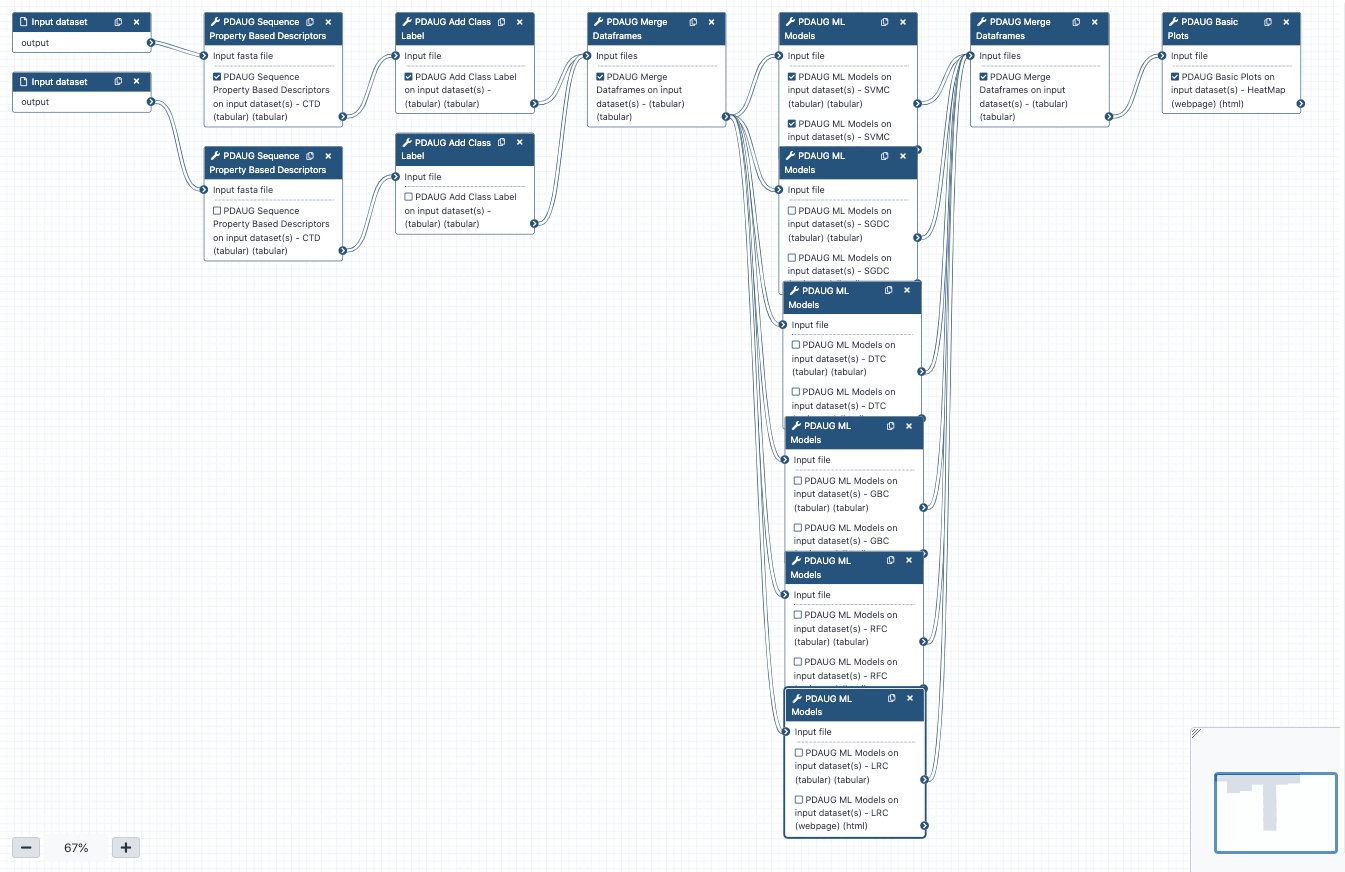 Input dataset
output
Input dataset
output
PDAUG Sequence
Property Based Descriptors
Input fasta file
PDAUG Sequence
Property Based Descriptors
on input dataset(s) - CTD
(tabular) (tabular)
PDAUG Sequence
Property Based Descriptors
Input fasta file
PDAUG Sequence
Property Based Descriptors
on input dataset(s) - CTD
(tabular) (tabular)
PDAUG Add Class
Label
Input file
PDAUG Add Class Label
on input dataset(s) -
(tabular) (tabular)
PDAUG Add Class
Label
Input file
PDAUG Add Class Label
on input dataset(s) -
(tabular) (tabular)
PDAUG Merge
Dataframes
Input files
PDAUG Merge
Dataframes on input
dataset(s) - (tabular)
(tabular)
PDAUG ML
Models
Input file
PDAUG ML Models on
input dataset(s) - SVMC
(tabular) (tabular)
PDAUG ML Models on
input dataset(s) - SVMC
PDAUG ML
Models
Input file
PDAUG ML Models on
input dataset(s) - SGDC
(tabular) (tabular)
PDAUG ML Models on
input dataset(s) - SGDC
PDAUG ML
Models
Input file
PDAUG ML Models on
input dataset(s) - DTC
(tabular) (tabular)
PDAUG ML Models on
input dataset(s) - DTC
PDAUG ML
Models
Input file
PDAUG ML Models on
input dataset(s) - GBC
(tabular) (tabular)
PDAUG ML Models on
input dataset(s) - GBC
PDAUG ML
Models
Input file
PDAUG ML Models on
input dataset(s) - RFC
(tabular) (tabular)
PDAUG ML Models on
input dataset(s) - RFC
PDAUG ML
Models
Input file
PDAUG ML Models on
input dataset(s) - LRC
(tabular) (tabular)
PDAUG ML Models on
input dataset(s) - LRC
(webpage) (html)
PDAUG Merge
Dataframes
Input files
PDAUG Merge
Dataframes on input
dataset(s) - (tabular)
(tabular)
PDAUG Basic
Plots
Input file
PDAUG Basic Plots on
input dataset(s) - HeatMap
(webpage) (html)
67%